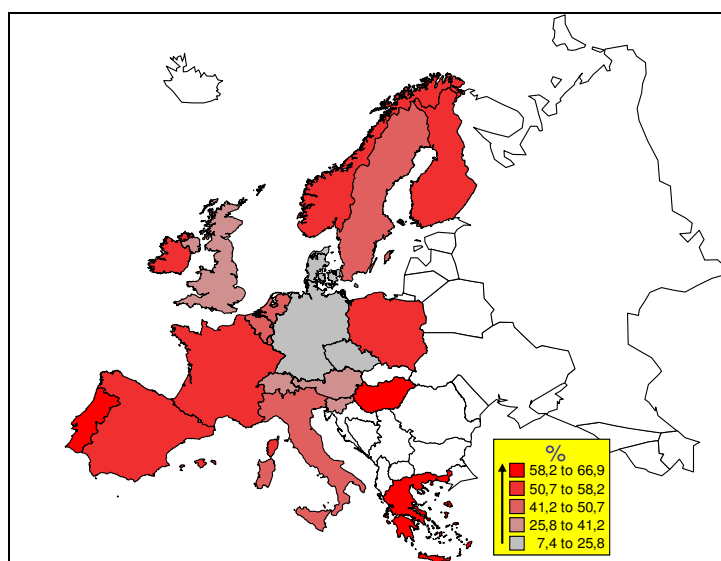 %
58,2 to 66,9
50,7 to 58,2
41,2 to 50,7
25,8 to 41,2
7,4 to 25,8